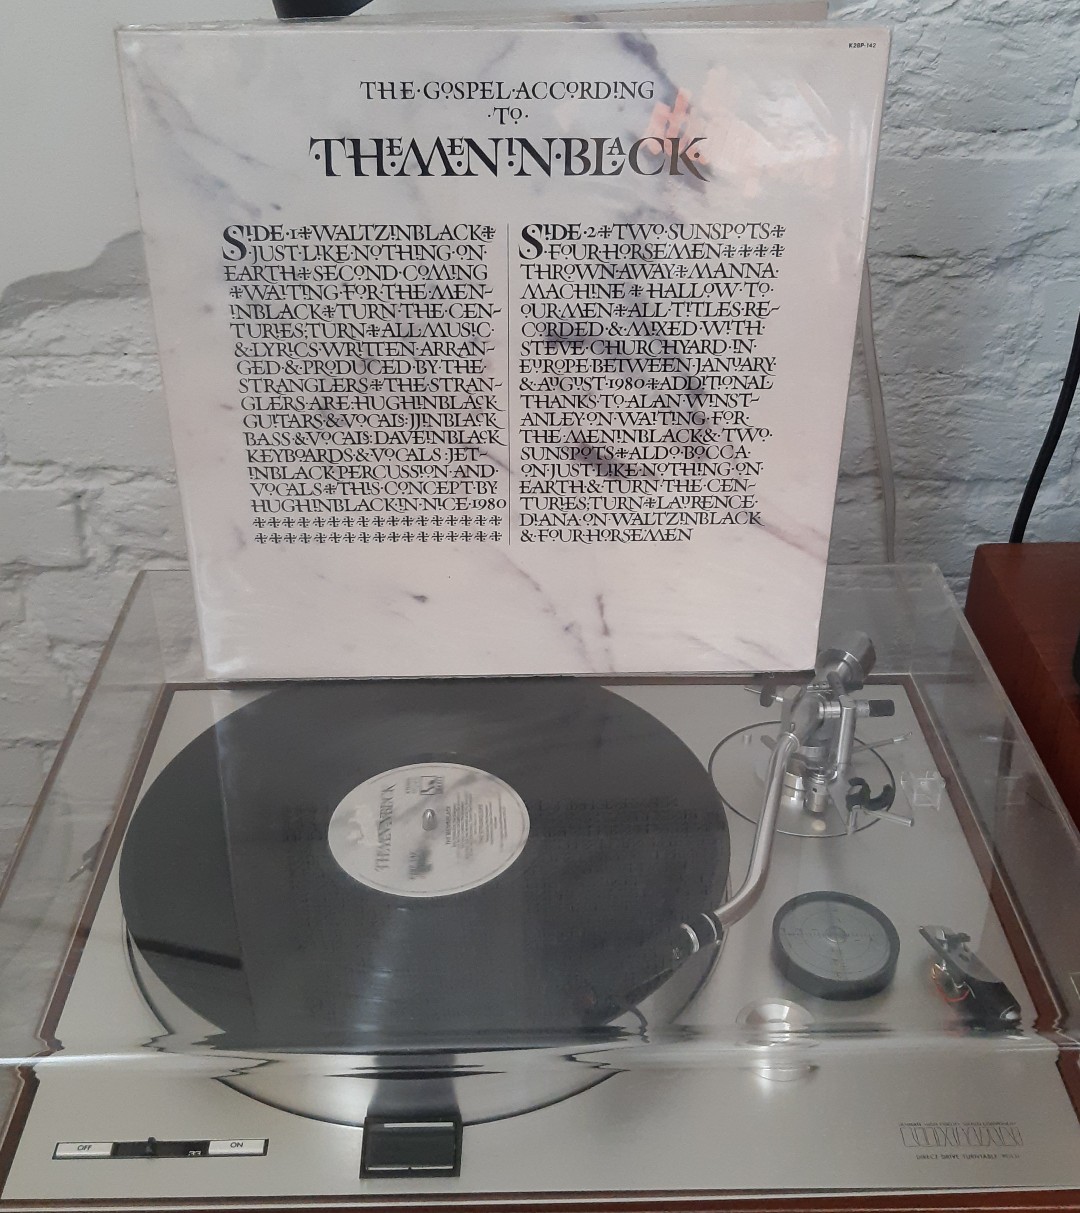 K28P-142
THE·GOSPEL·ACCORDING
·TO·
·THEMENINBLACK·
SIDE·1⁜WALTZINBLACK⁜
·JUST·LIKE·NOTHING·ON·
EARTH⁜SECOND·COMING
⁜WAITING·FOR·THE·MEN~
INBLACK⁜TURN·THE·CEN~
TURIES;TURN⁜ALL·MUSIC·
&·LYRICS·WRITTEN·ARRAN~
GED·&·PRODUCED·BY·THE·
STRANGLERS⁜THE·STRAN~
GLERS·ARE:HUGHINBLACK
GUITARS·&·VOCALS:JJINBLACK
BASS·&·VOCALS:DAVEINBLACK
KEYBOARDS·&·VOCALS:JET~
INBLACK·PERCUSSION·AND·
VOCALS⁜THIS·CONCEPT·BY·
HUGHINBLACK·IN·NICE·1980
SIDE·2⁜TWO·SUNSPOTS⁜
·FOUR·HORSEMEN⁜⁜⁜⁜
THROWN·AWAY⁜MANNA·
MACHINE⁜HALLOW·TO·
OUR·MEN⁜ALL·TITLES·RE~
CORDED·&·MIXED·WITH·
STEVE·CHURCHYARD·IN·
EUROPE·BETWEEN·JANUARY·
&·AUGUST·1980⁜ADDITIONAL
THANKS·TO·ALAN·WINST~
ANLEY·ON·WAITING·FOR·
THE·MENINBLACK·&·TWO·
SUNSPOTS⁜ALDO·BOCCA·
ON·JUST·LIKE·NOTHING·ON·
EARTH·&·TURN·THE·CEN~
TURIES;TURN⁜LAURENCE·
DIANA·ON·WALTZINBLACK
&·FOUR·HORSEMEN
THEMENINBLACK
OFF
33
ON
LUXMAN
DIRECT DRIVE TURNTABLE